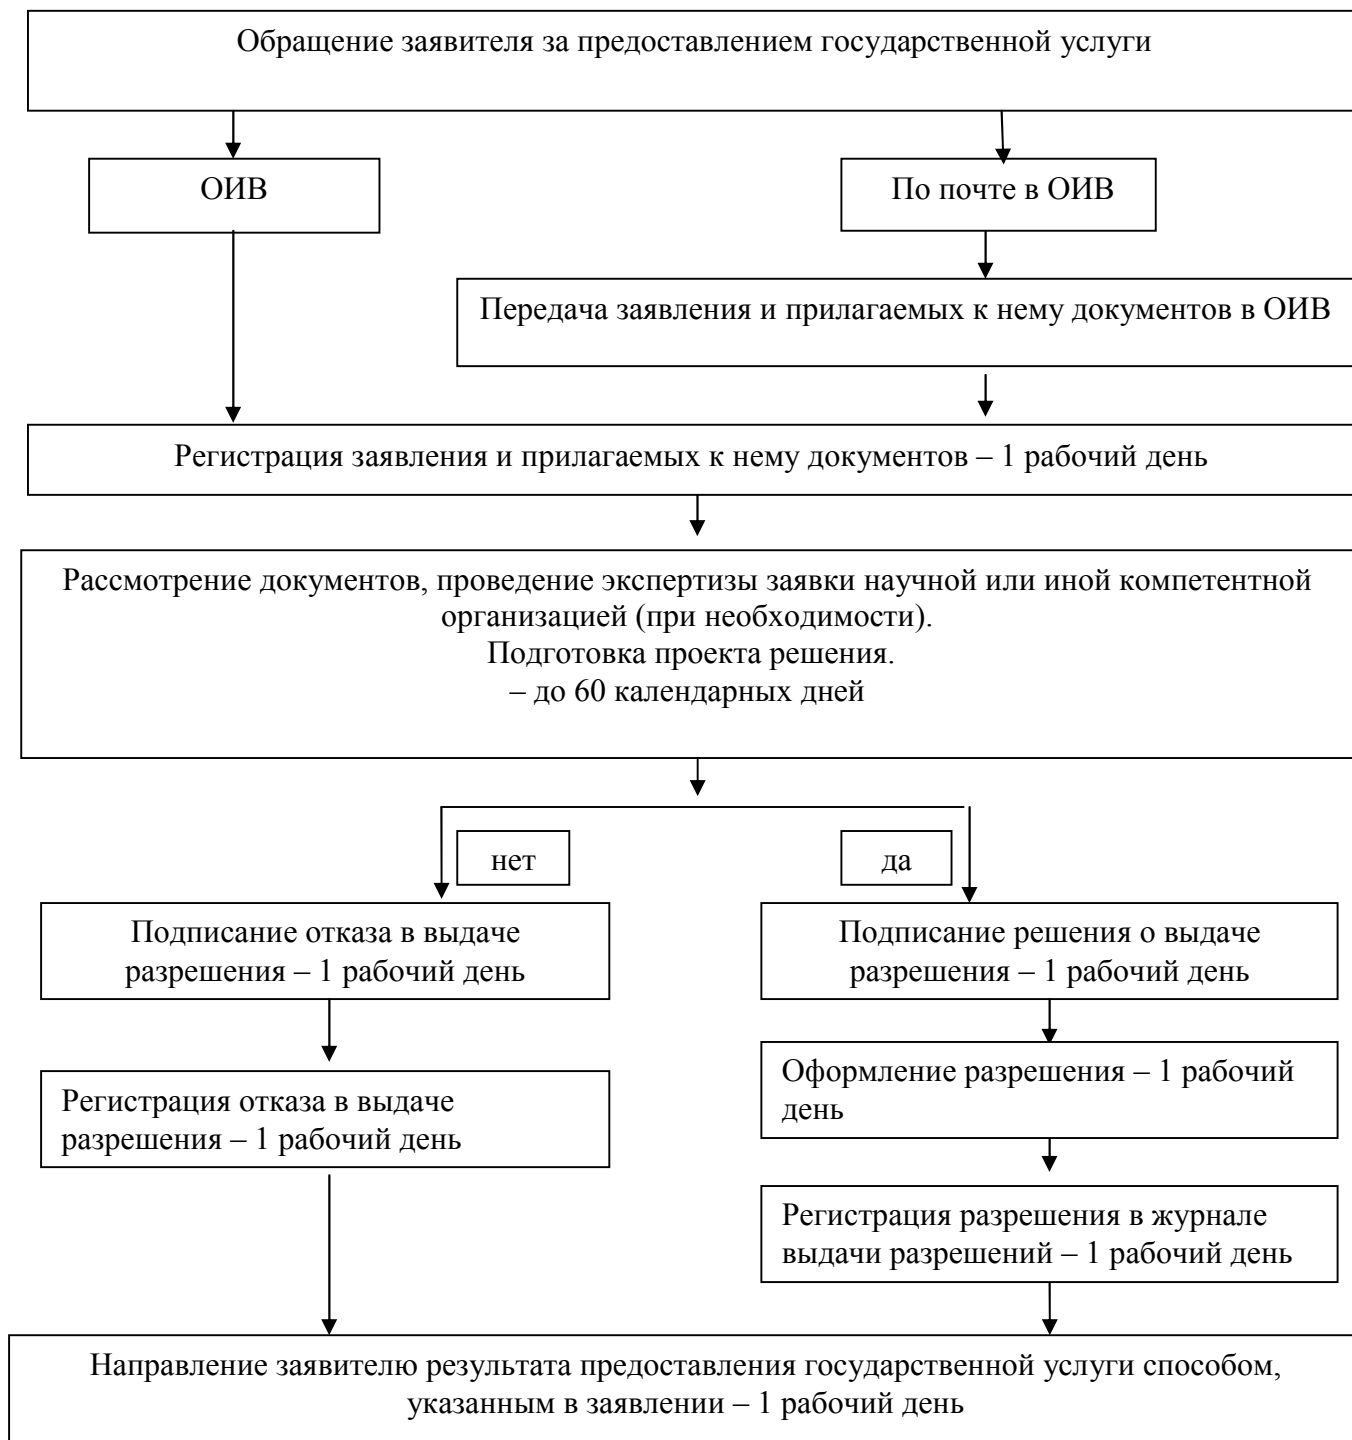 Обращение заявителя за предоставлением государственной услуги
ОИВ
По почте в ОИВ
Передача заявления и прилагаемых к нему документов в ОИВ
Регистрация заявления и прилагаемых к нему документов – 1 рабочий день
Рассмотрение документов, проведение экспертизы заявки научной или иной компетентной
организацией (при необходимости).
Подготовка проекта решения.
– до 60 календарных дней
нет
да
Подписание отказа в выдаче
разрешения – 1 рабочий день
Регистрация отказа в выдаче
разрешения – 1 рабочий день
Подписание решения о выдаче
разрешения – 1 рабочий день
Оформление разрешения – 1 рабочий
день
Регистрация разрешения в журнале
выдачи разрешений – 1 рабочий день
Направление заявителю результата предоставления государственной услуги способом,
указанным в заявлении – 1 рабочий день